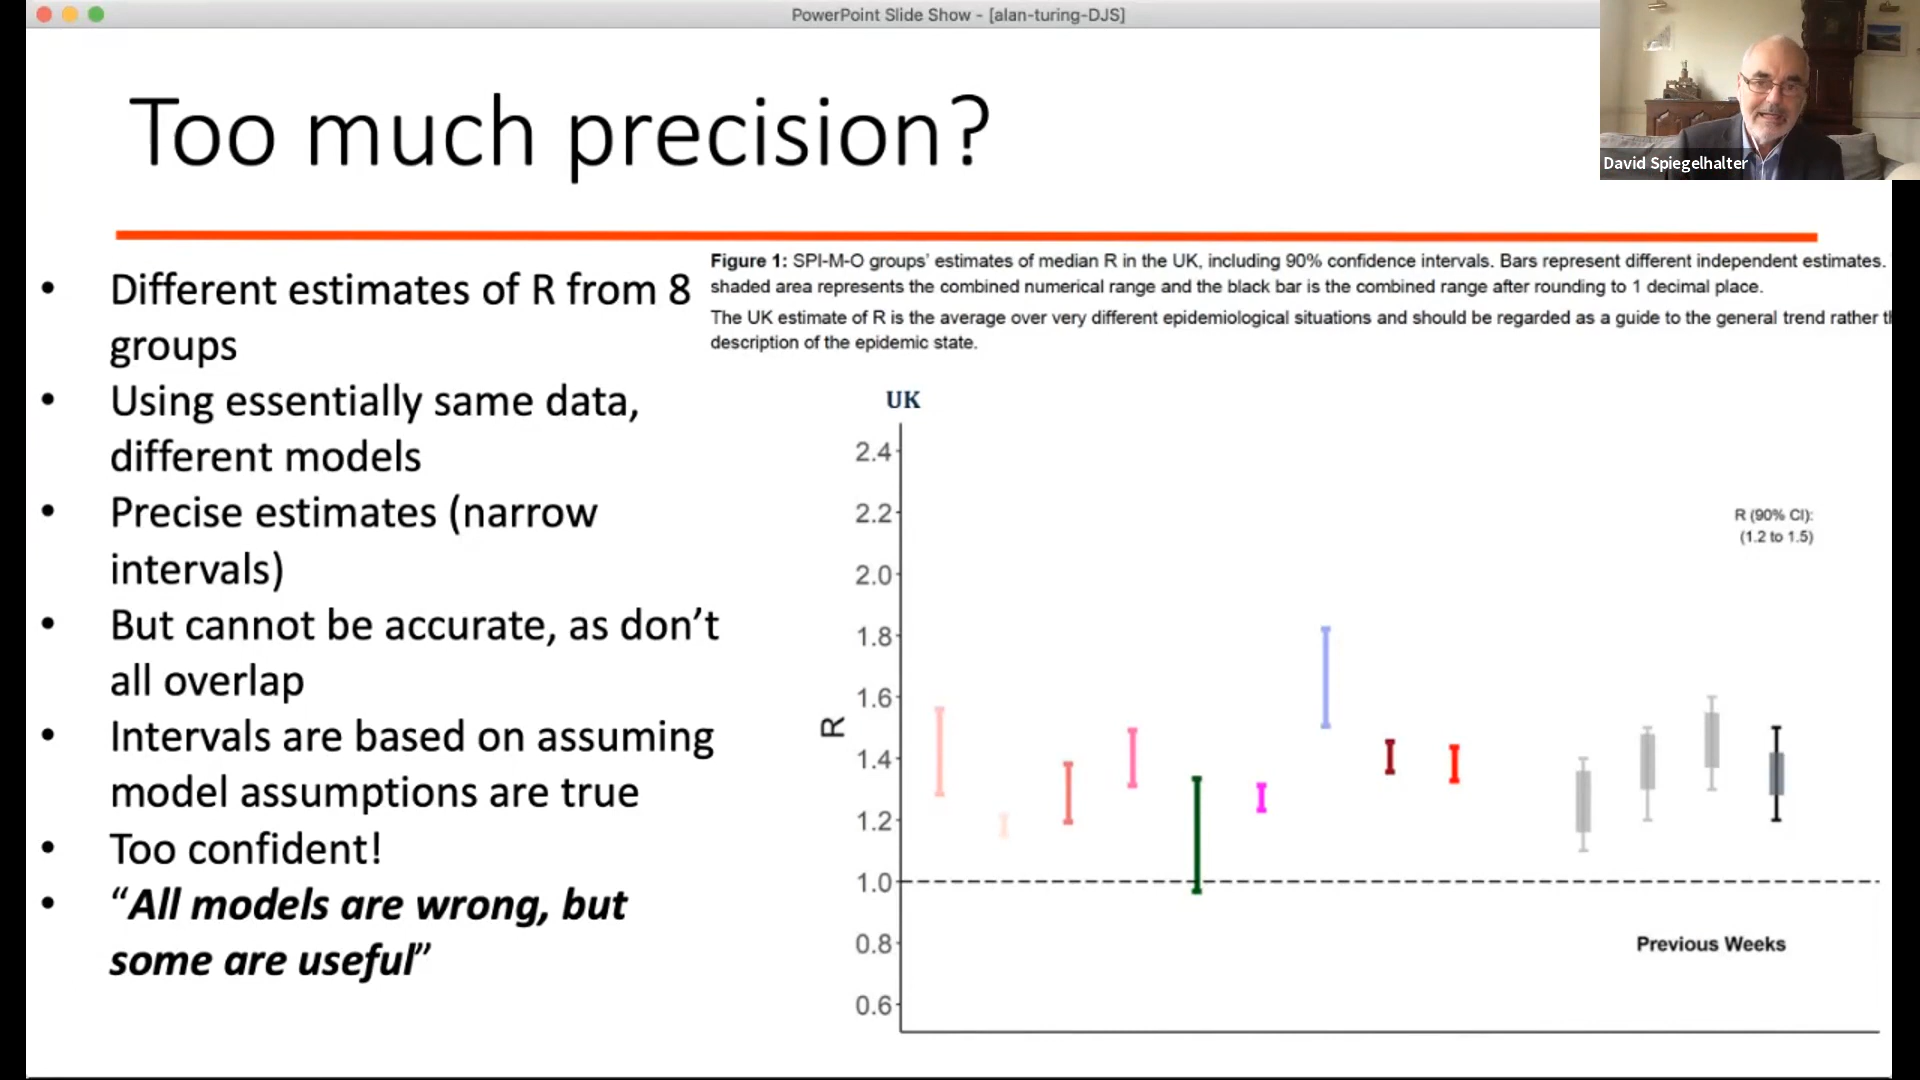 PowerPoint Slide Show - [alan-turing-DJS]
David Spiegelhalter
Too much precision?
• Different estimates of R from 8
groups
• Using essentially same data,
different models
• Precise estimates (narrow
intervals)
• But cannot be accurate, as don’t
all overlap
• Intervals are based on assuming
model assumptions are true
• Too confident!
• “All models are wrong, but
some are useful”
Figure 1: SPI-M-O groups’ estimates of median R in the UK, including 90% confidence intervals. Bars represent different independent estimates.
shaded area represents the combined numerical range and the black bar is the combined range after rounding to 1 decimal place.
The UK estimate of R is the average over very different epidemiological situations and should be regarded as a guide to the general trend rather
description of the epidemic state.
UK
2.4
2.2
2.0
1.8
1.6
1.4
1.2
1.0
0.8
0.6
R
R (90% CI):
(1.2 to 1.5)
Previous Weeks